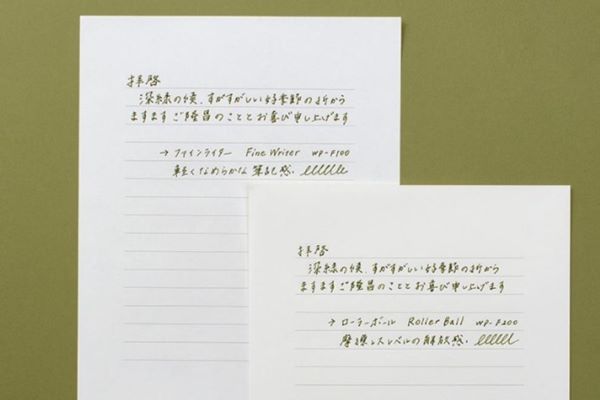 拝啓
深緑の候、すがすがしい好季節の折から
ますますご隆昌のこととお喜び申し上げます
→ ファインライター Fine Writer WP-F100
軽くなめらかな筆記感。
拝啓
深緑の候、すがすがしい好季節の折から
ますますご隆昌のこととお喜び申し上げます
→ ローラーボール Roller Ball WP-F200
摩擦レスレベルの解放感。